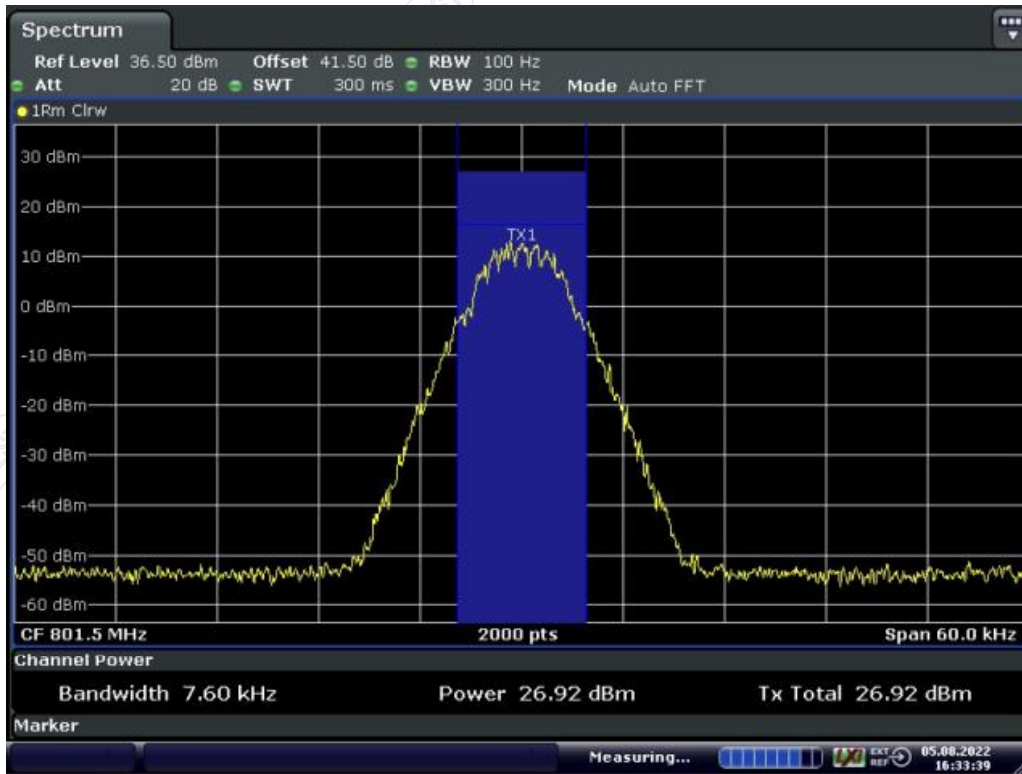 Spectrum
Ref Level 36.50 dBm Offset 41.50 dB RBW 100 Hz
Att 20 dB SWT 300 ms VBW 300 Hz Mode Auto FFT
1Rm Clrw
30 dBm
20 dBm
TX1
10 dBm
0 dBm
-10 dBm
-20 dBm
-30 dBm
-40 dBm
-50 dBm
-60 dBm
CF 801.5 MHz 2000 pts Span 60.0 kHz
Channel Power
Bandwidth 7.60 kHz Power 26.92 dBm Tx Total 26.92 dBm
Marker
Measuring... LXI EXT REF 05.08.2022
16:33:39